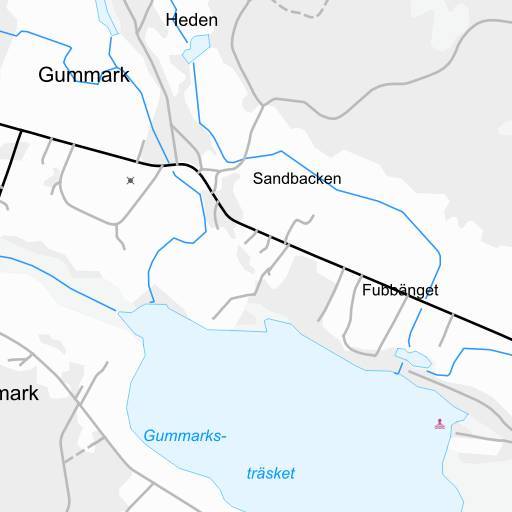 Heden
Gummark
Sandbacken
Fubbänget
mark
Gummarks-
träsket